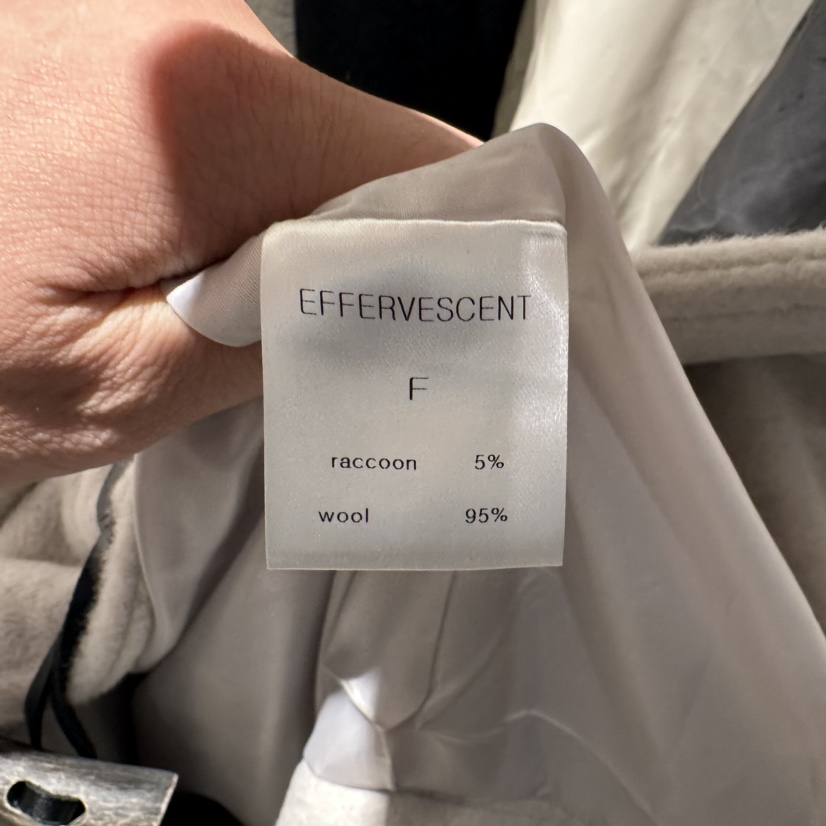 EFFERVESCENT
F
raccoon 5%
wool 95%